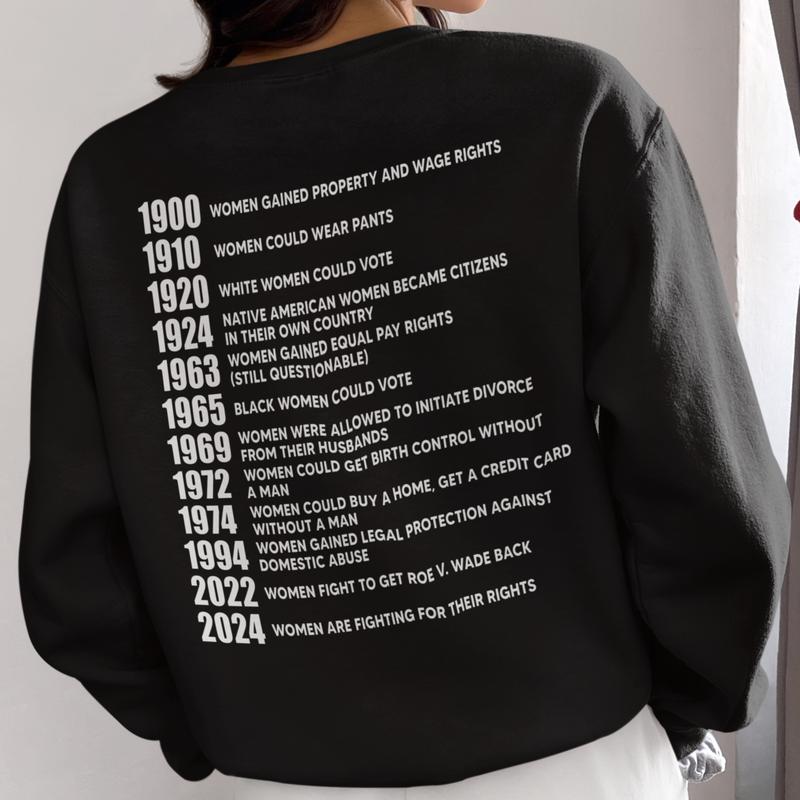 1900 WOMEN GAINED PROPERTY AND WAGE RIGHTS
1910 WOMEN COULD WEAR PANTS
1920 WHITE WOMEN COULD VOTE
1924 NATIVE AMERICAN WOMEN BECAME CITIZENS
IN THEIR OWN COUNTRY
1963 WOMEN GAINED EQUAL PAY RIGHTS
(STILL QUESTIONABLE)
1965 BLACK WOMEN COULD VOTE
1969 WOMEN WERE ALLOWED TO INITIATE DIVORCE
FROM THEIR HUSBANDS
1972 WOMEN COULD GET BIRTH CONTROL WITHOUT
A MAN
1974 WOMEN COULD BUY A HOME, GET A CREDIT CARD
WITHOUT A MAN
1994 WOMEN GAINED LEGAL PROTECTION AGAINST
DOMESTIC ABUSE
2022 WOMEN FIGHT TO GET ROE V. WADE BACK
2024 WOMEN ARE FIGHTING FOR THEIR RIGHTS